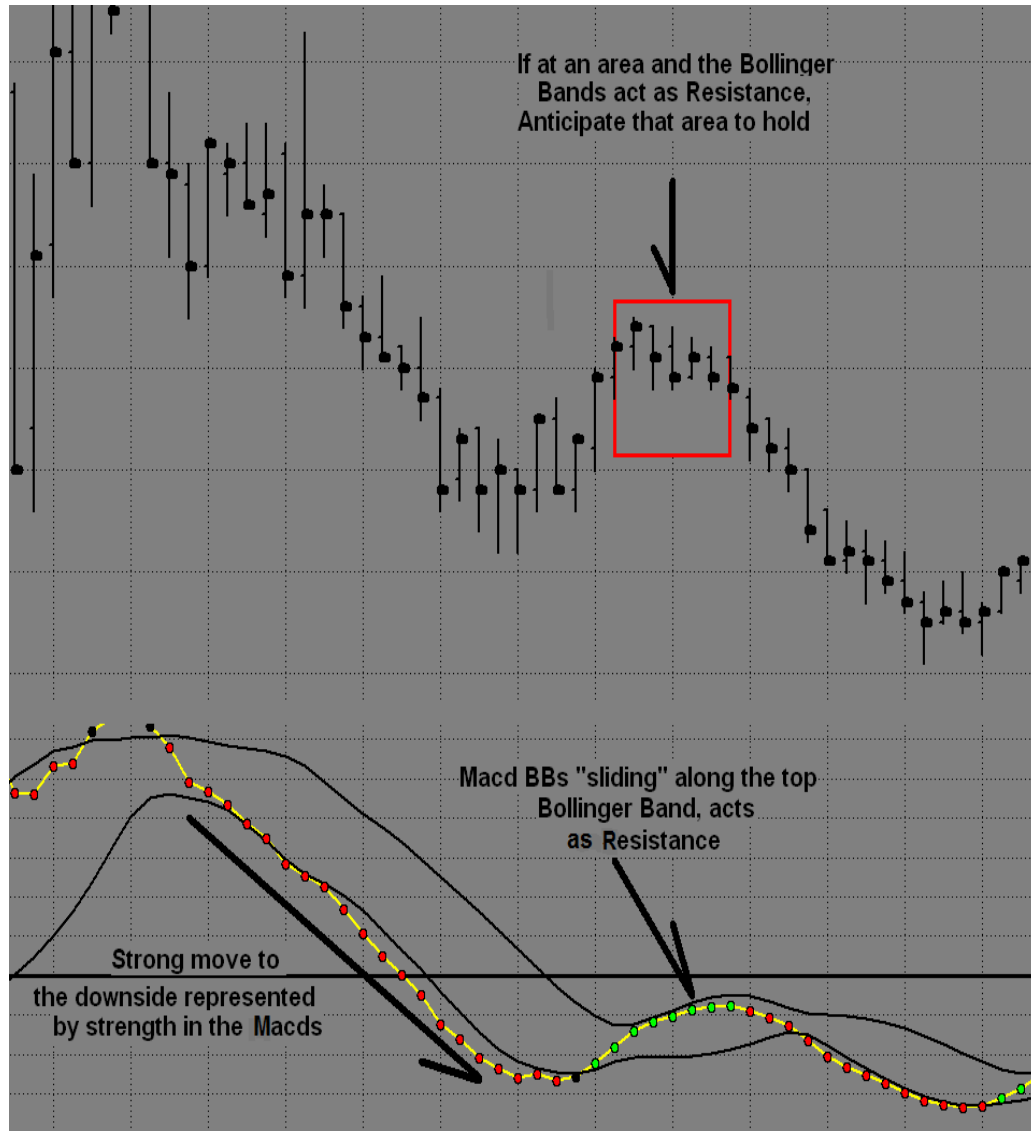 If at an area and the Bollinger
Bands act as Resistance,
Anticipate that area to hold
Macd BBs "sliding" along the top
Bollinger Band, acts
as Resistance
Strong move to
the downside represented
by strength in the Macds